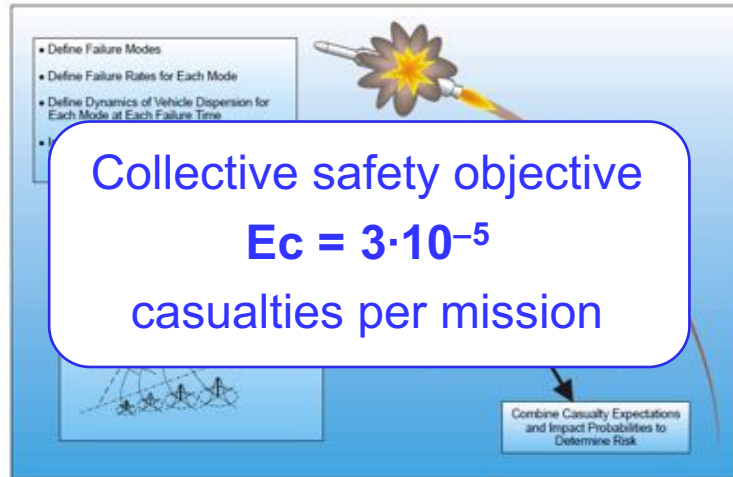 • Define Failure Modes
• Define Failure Rates for Each Mode
• Define Dynamics of Vehicle Dispersion for
Each Mode at Each Failure Time
Collective safety objective
Ec = 3·10⁻⁵
casualties per mission
Combine Casualty Expectations
and Impact Probabilities to
Determine Risk